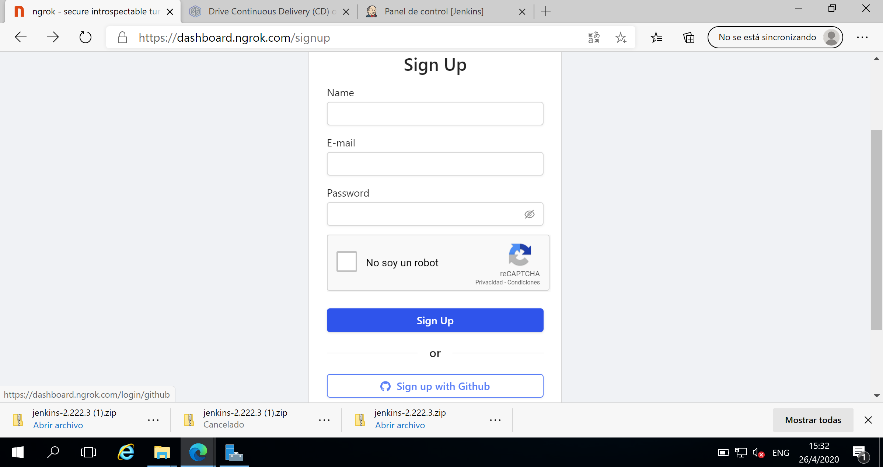 ngrok - secure introspectable tu
Drive Continuous Delivery (CD)
Panel de control [Jenkins]
https://dashboard.ngrok.com/signup
No se está sincronizando
Sign Up
Name
E-mail
Password
No soy un robot
reCAPTCHA
Privacidad - Condiciones
Sign Up
or
Sign up with Github
https://dashboard.ngrok.com/login/github
jenkins-2.222.3 (1).zip
Abrir archivo
jenkins-2.222.3 (1).zip
Cancelado
jenkins-2.222.3.zip
Abrir archivo
Mostrar todas
ENG
15:32
26/4/2020
1